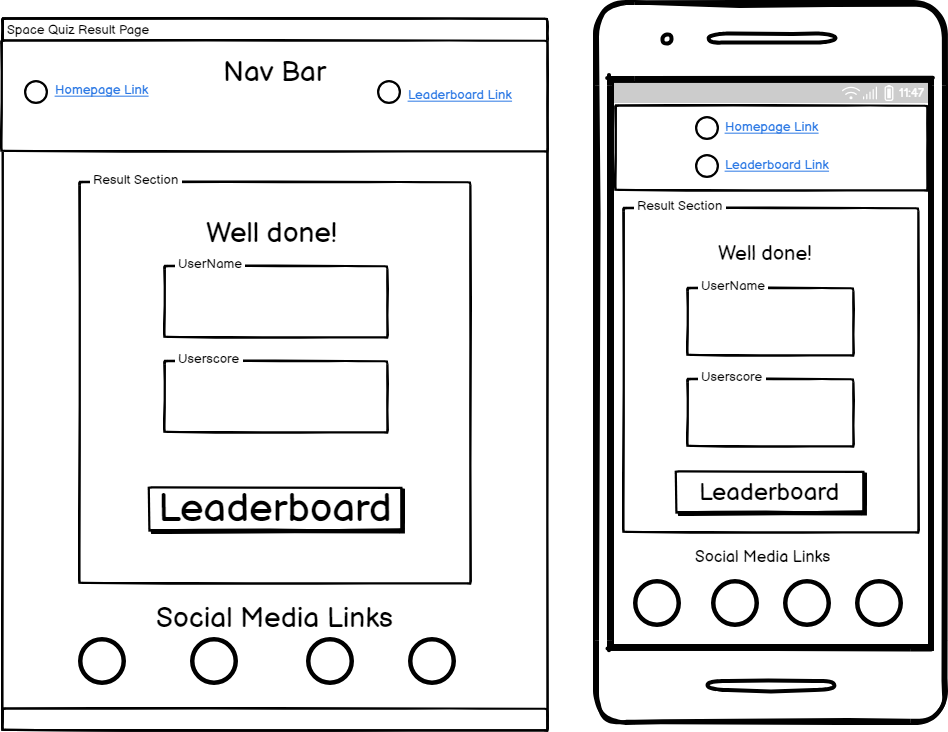 Space Quiz Result Page
Nav Bar
Homepage Link
Leaderboard Link
Result Section
Well done!
UserName
Userscore
Leaderboard
Social Media Links
11:47
Homepage Link
Leaderboard Link
Result Section
Well done!
UserName
Userscore
Leaderboard
Social Media Links